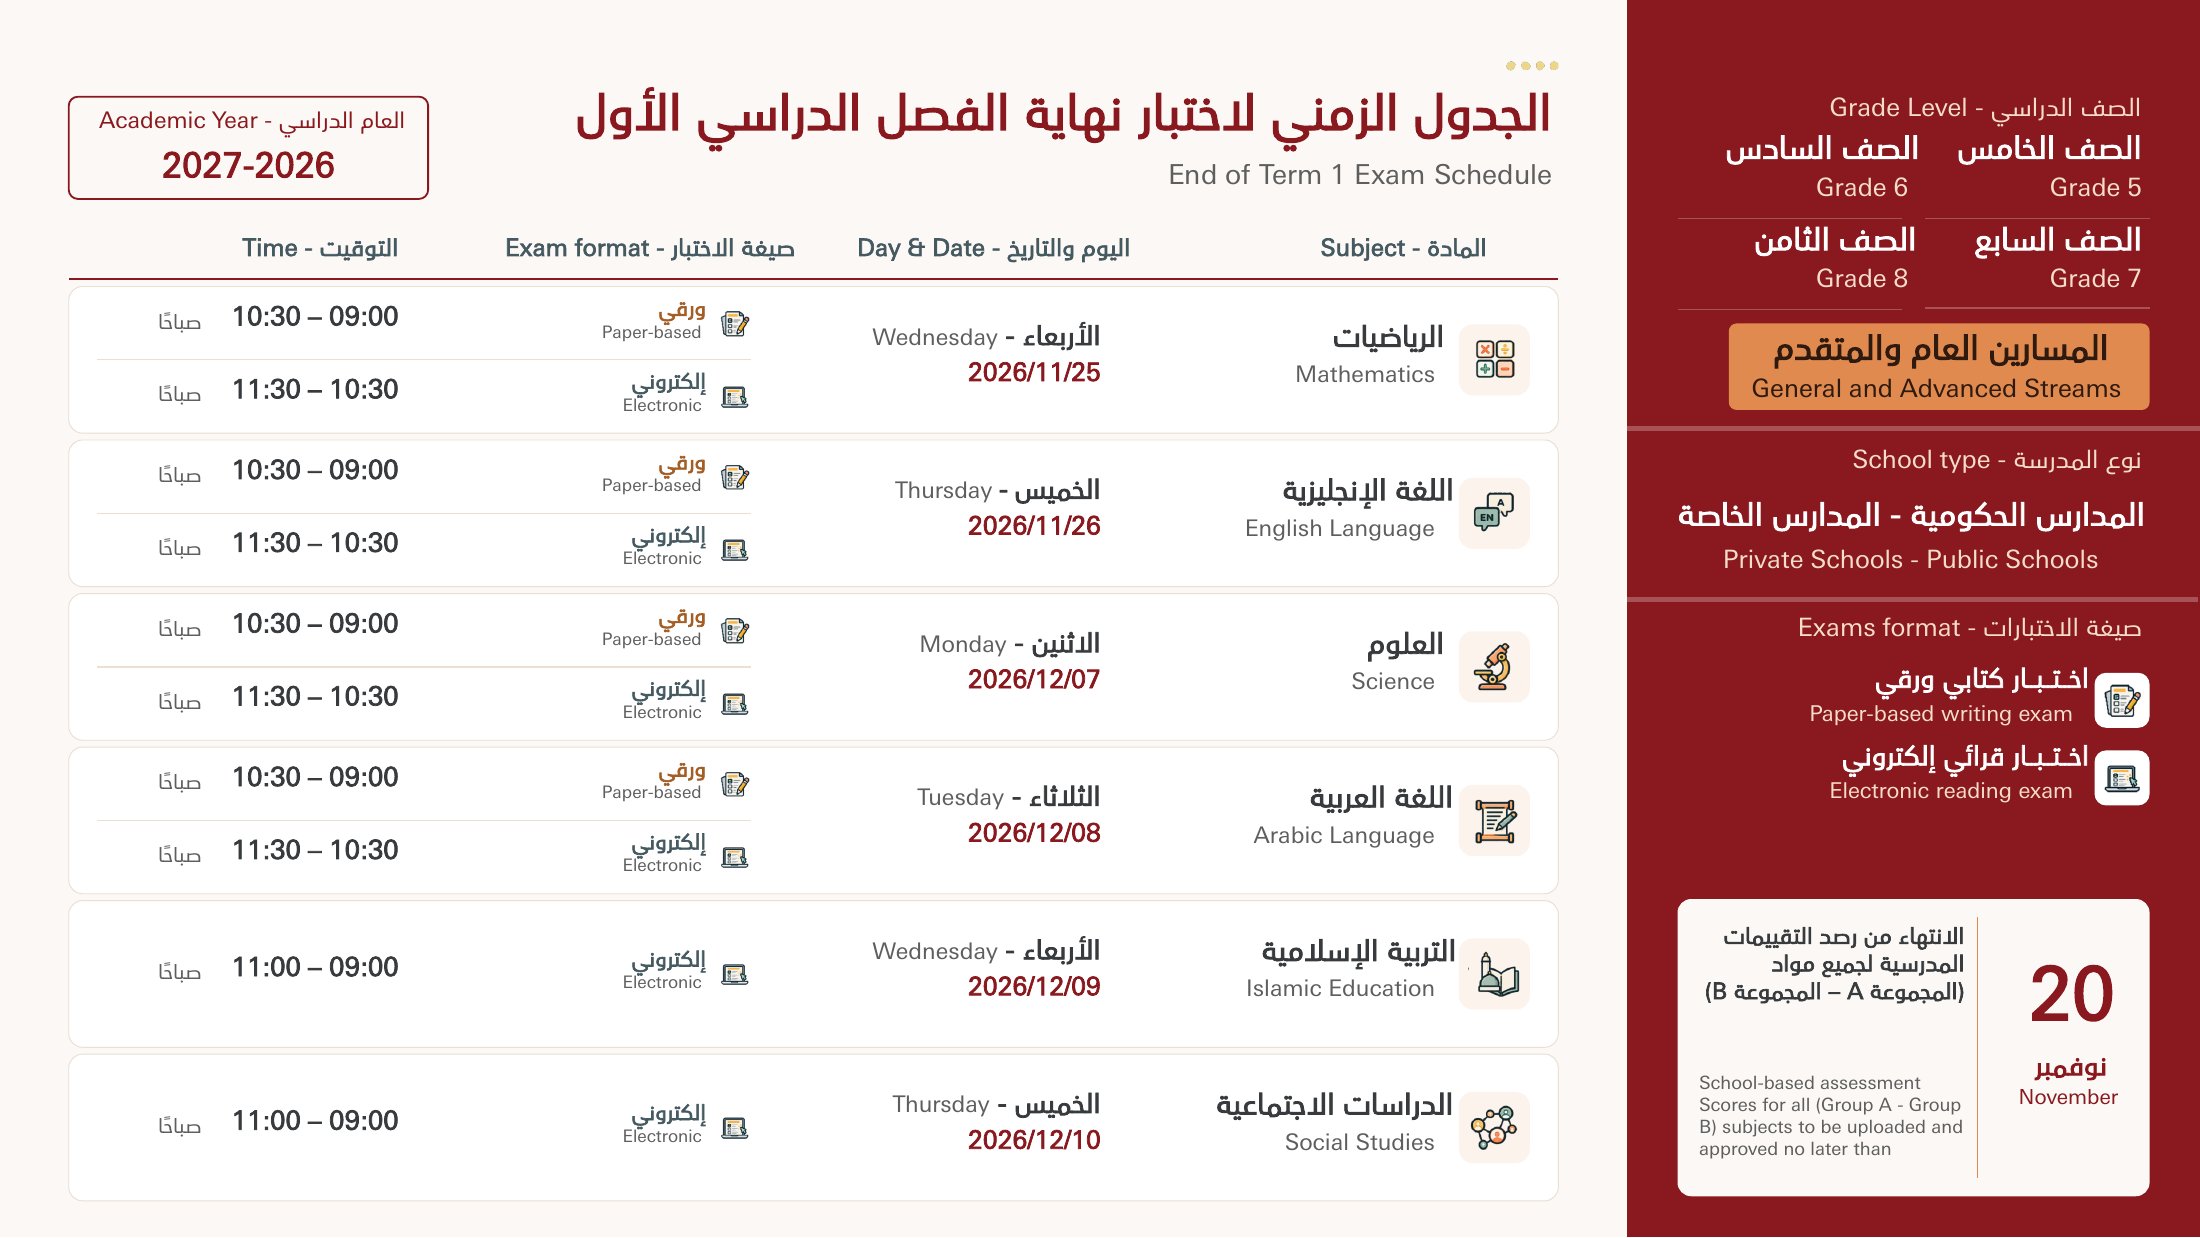 الصف الدراسي - Grade Level
الصف الخامس
Grade 5
الصف السادس
Grade 6
الصف السابع
Grade 7
الصف الثامن
Grade 8
المسارين العام والمتقدم
General and Advanced Streams
نوع المدرسة - School type
المدارس الحكومية - المدارس الخاصة
Private Schools - Public Schools
صيغة الاختبارات - Exams format
اختبار كتابي ورقي
Paper-based writing exam
اختبار قرائي إلكتروني
Electronic reading exam
20
نوفمبر
November
الانتهاء من رصد التقييمات
المدرسية لجميع مواد
(المجموعة A – المجموعة B)
School-based assessment
Scores for all (Group A - Group
B) subjects to be uploaded and
approved no later than
الجدول الزمني لاختبار نهاية الفصل الدراسي الأول
End of Term 1 Exam Schedule
العام الدراسي - Academic Year
2027-2026
المادة - Subject
اليوم والتاريخ - Day & Date
صيغة الاختبار - Exam format
التوقيت - Time
الرياضيات
Mathematics
الأربعاء - Wednesday
2026/11/25
ورقي
Paper-based
10:30 – 09:00 صباحًا
إلكتروني
Electronic
11:30 – 10:30 صباحًا
اللغة الإنجليزية
English Language
الخميس - Thursday
2026/11/26
ورقي
Paper-based
10:30 – 09:00 صباحًا
إلكتروني
Electronic
11:30 – 10:30 صباحًا
العلوم
Science
الاثنين - Monday
2026/12/07
ورقي
Paper-based
10:30 – 09:00 صباحًا
إلكتروني
Electronic
11:30 – 10:30 صباحًا
اللغة العربية
Arabic Language
الثلاثاء - Tuesday
2026/12/08
ورقي
Paper-based
10:30 – 09:00 صباحًا
إلكتروني
Electronic
11:30 – 10:30 صباحًا
التربية الإسلامية
Islamic Education
الأربعاء - Wednesday
2026/12/09
إلكتروني
Electronic
11:00 – 09:00 صباحًا
الدراسات الاجتماعية
Social Studies
الخميس - Thursday
2026/12/10
إلكتروني
Electronic
11:00 – 09:00 صباحًا